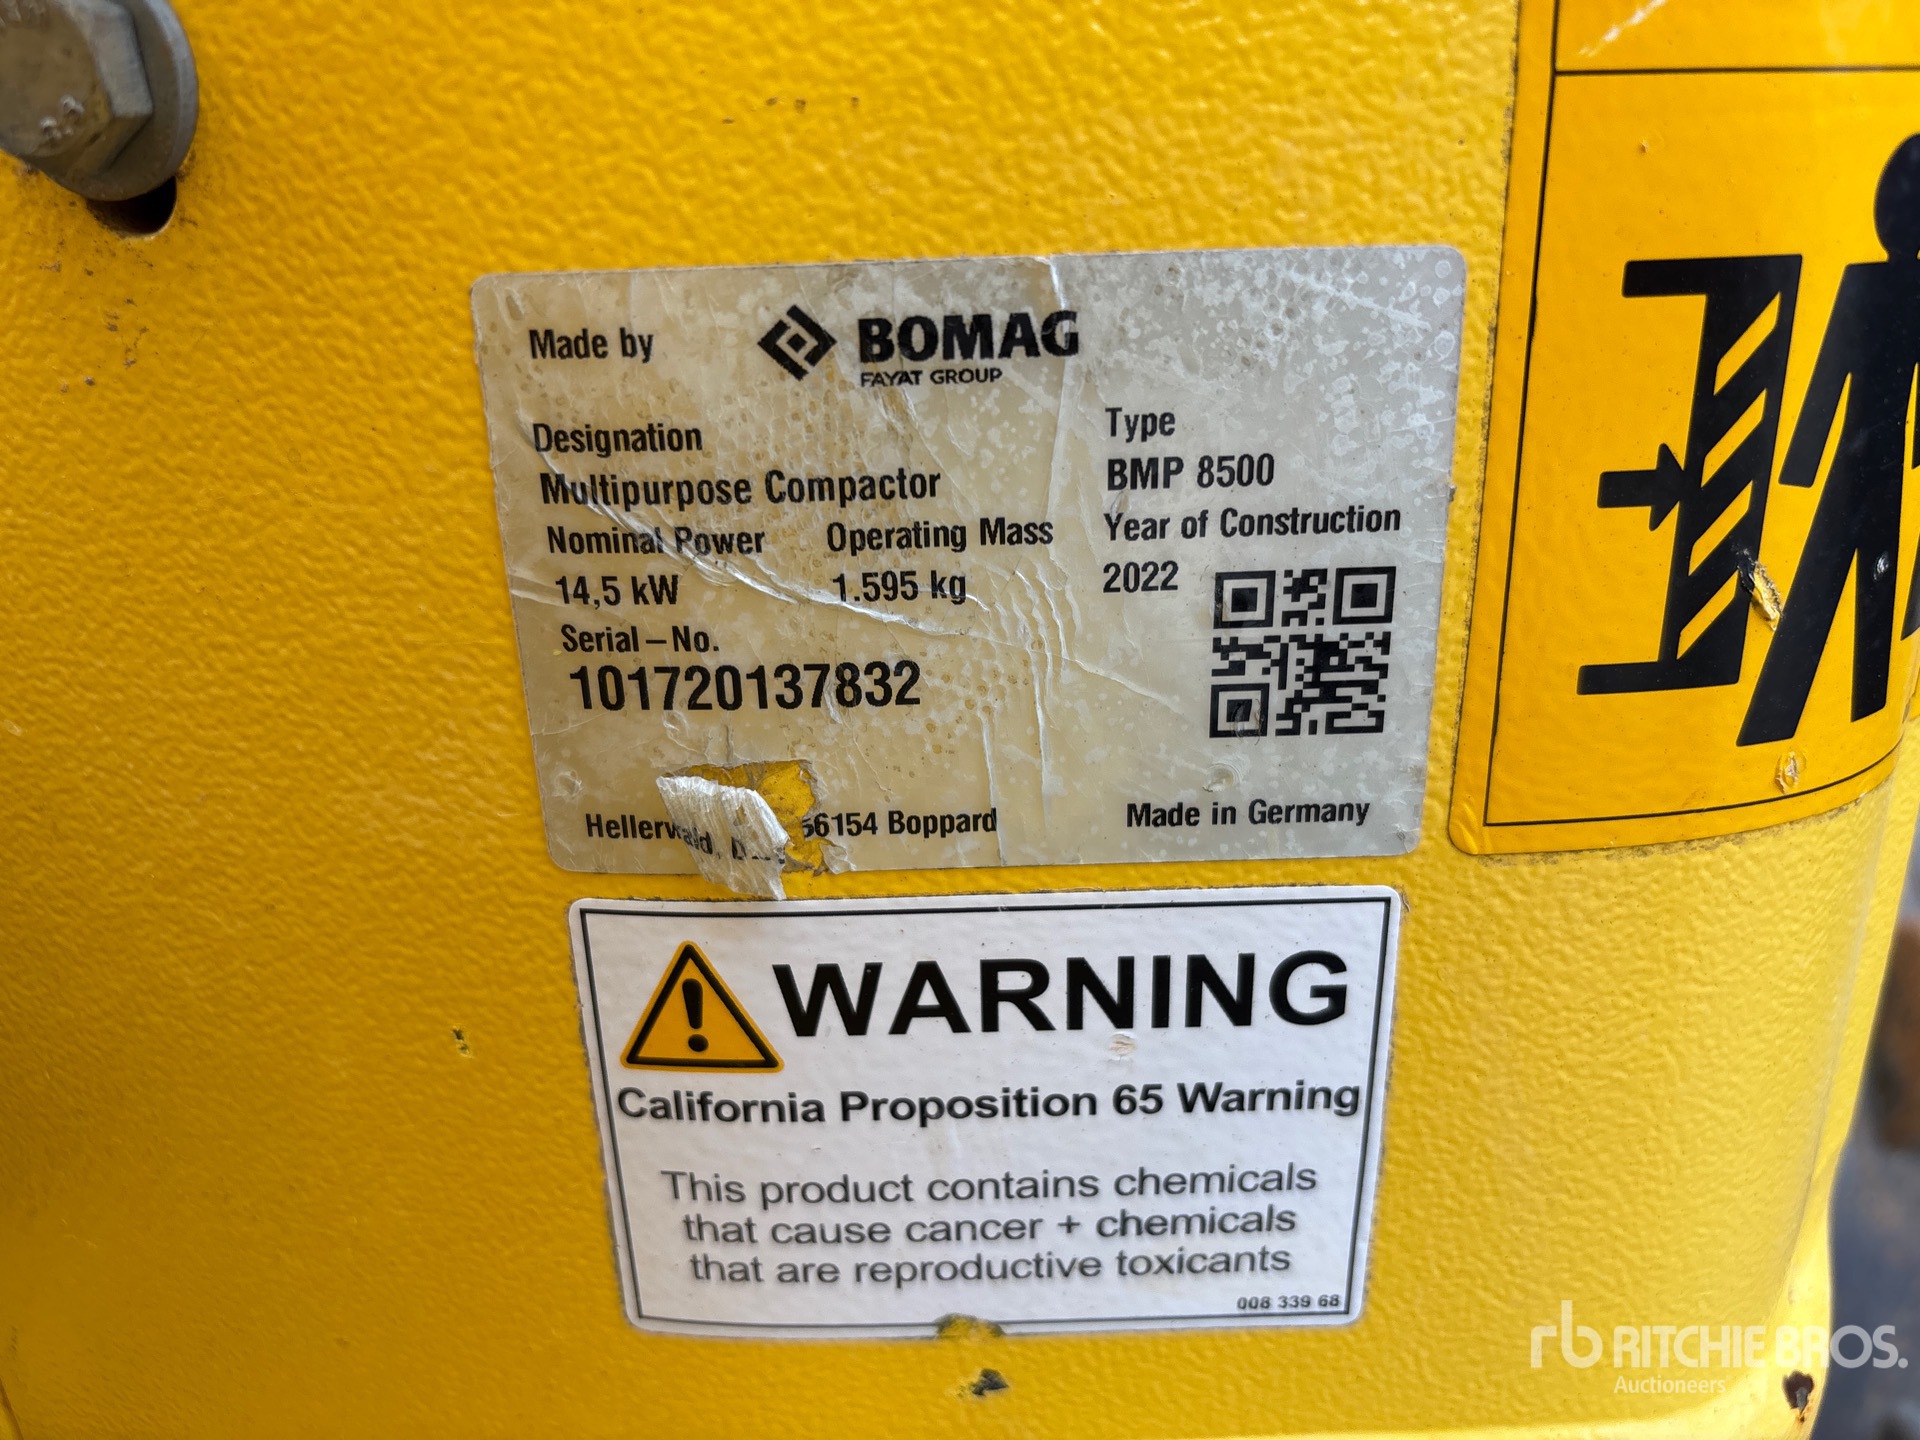 Made by
BOMAG
FAYAT GROUP
Designation
Multipurpose Compactor
Type
BMP 8500
Nominal Power Operating Mass
14,5 kW 1.595 kg
Year of Construction
2022
Serial – No.
101720137832
Hellerwald, 56154 Boppard
Made in Germany
WARNING
California Proposition 65 Warning
This product contains chemicals
that cause cancer + chemicals
that are reproductive toxicants
008 339 68
rb RITCHIE BROS.
Auctioneers